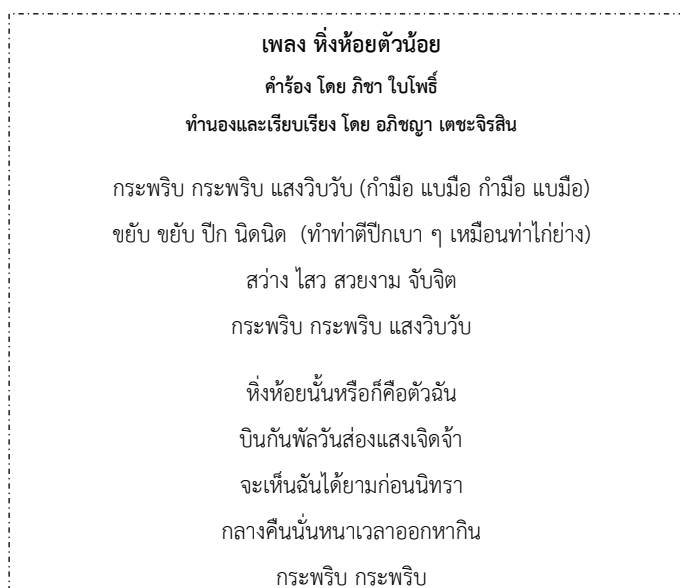 เพลง หิ่งห้อยตัวน้อย
คำร้อง โดย ภิชา ใบโพธิ์
ทำนองและเรียบเรียง โดย อภิชญา เตชะจิรสิน
กระพริบ กระพริบ แสงวิบวับ (กำมือ แบมือ กำมือ แบมือ)
ขยับ ขยับ ปีก นิดนิด (ทำท่าตีปีกเบา ๆ เหมือนท่าไก่ย่าง)
สว่าง ไสว สวยงาม จับจิต
กระพริบ กระพริบ แสงวิบวับ
หิ่งห้อยนั้นหรือก็คือตัวฉัน
บินกันพัลวันส่องแสงเจิดจ้า
จะเห็นฉันได้ยามก่อนนิทรา
กลางคืนนั่นหนาเวลาออกหากิน
กระพริบ กระพริบ